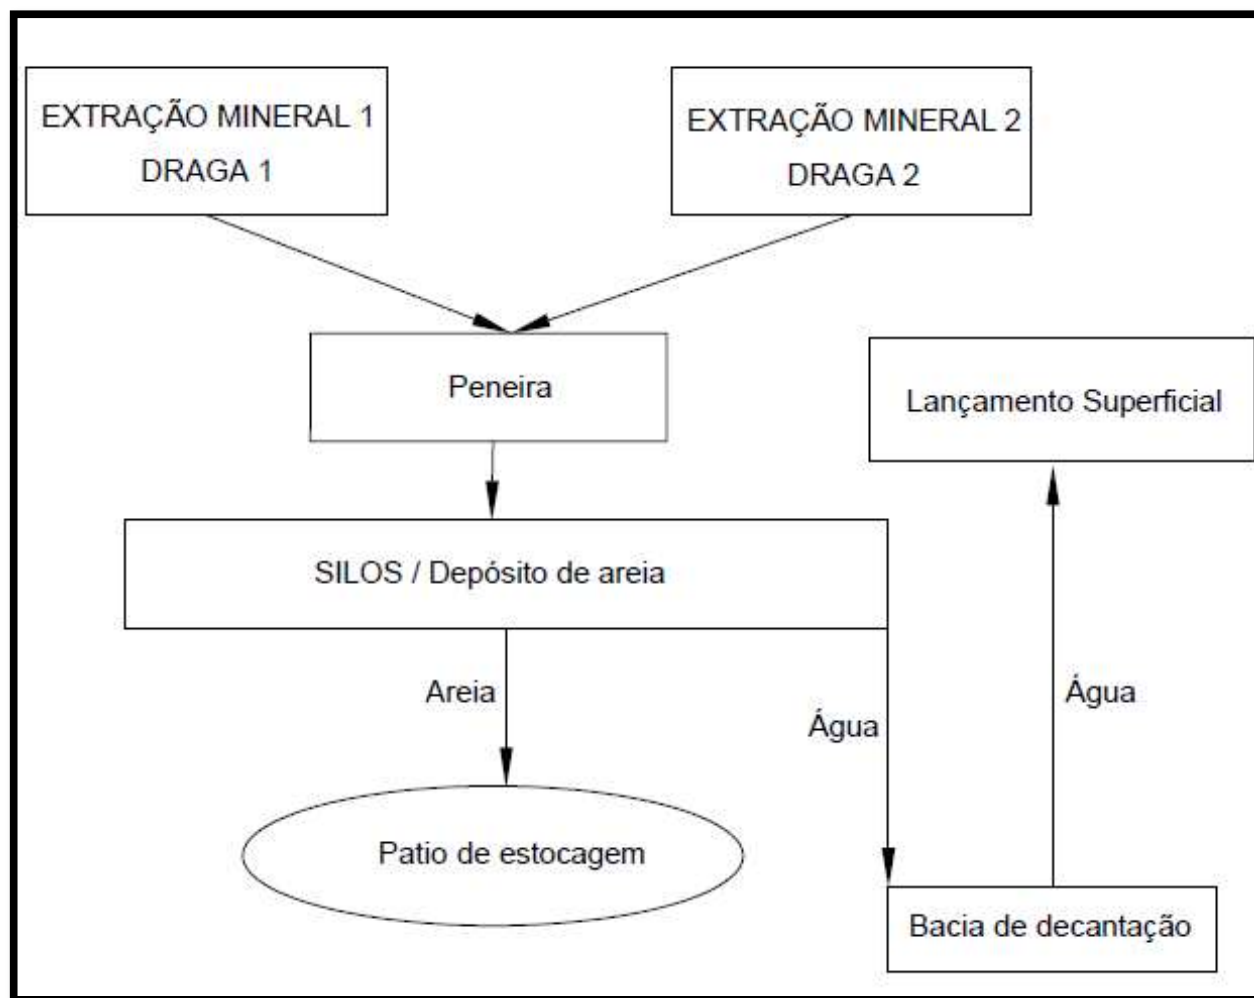 EXTRAÇÃO MINERAL 1
DRAGA 1
EXTRAÇÃO MINERAL 2
DRAGA 2
Peneira
Lançamento Superficial
SILOS / Depósito de areia
Areia
Água
Água
Patio de estocagem
Bacia de decantação